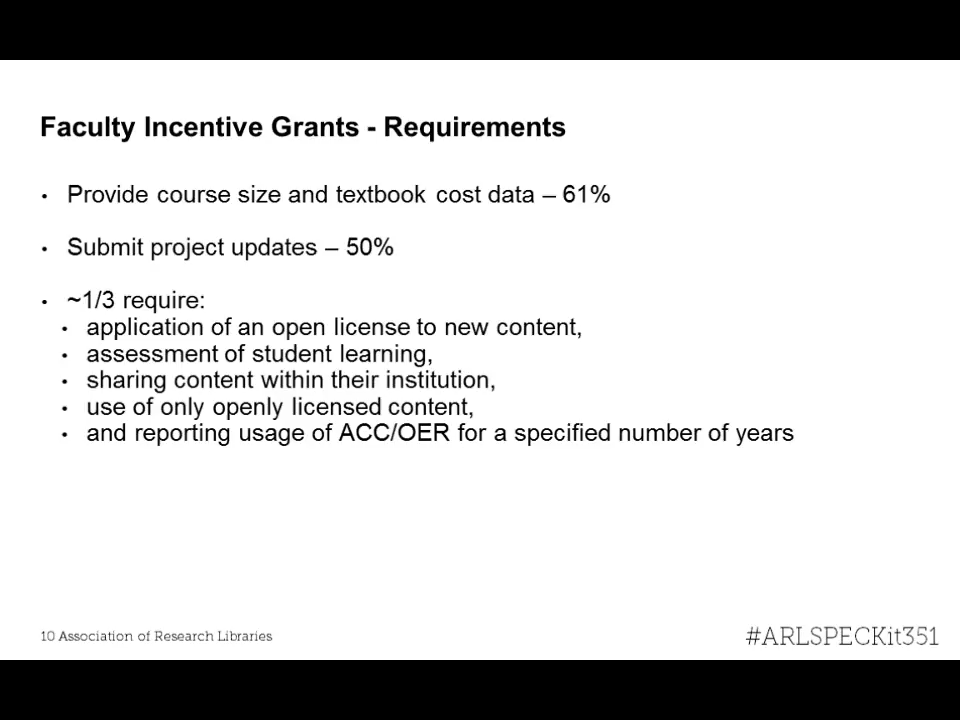 Faculty Incentive Grants - Requirements
• Provide course size and textbook cost data – 61%
• Submit project updates – 50%
• ~1/3 require:
• application of an open license to new content,
• assessment of student learning,
• sharing content within their institution,
• use of only openly licensed content,
• and reporting usage of ACC/OER for a specified number of years
10 Association of Research Libraries
#ARLSPECKit351